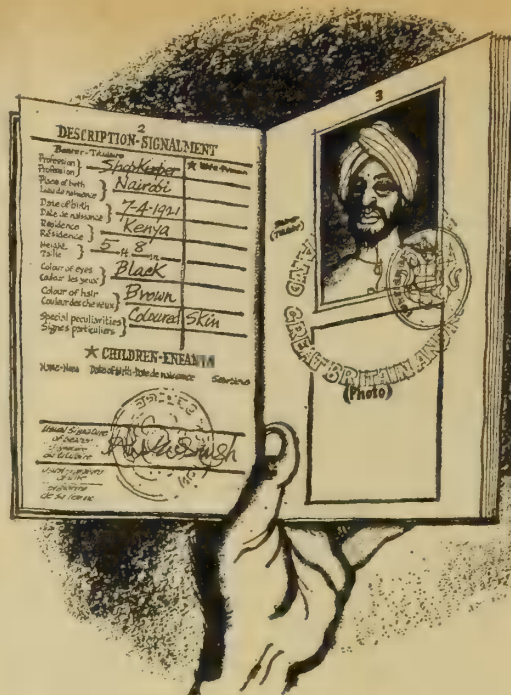 2
DESCRIPTION-SIGNALMENT
Bearer-Titulaire ★ Wife-Femme
Profession } Shopkeeper
Profession
Place of birth } Nairobi
Lieu de naissance
Date of birth } 7-4-1921
Date de naissance
Residence } Kenya
Résidence
Height } 5 ft. 8 in.
Taille
Colour of eyes } Black
Couleur des yeux
Colour of hair } Brown
Couleur des cheveux
Special peculiarities } Coloured Skin
Signes particuliers
★ CHILDREN-ENFANTS
Name-Nom Date of birth-Date de naissance Sex-Sexe
Usual Signature
of bearer
Signature
du titulaire
Usual signature
of wife
Signature
de sa femme
3
Bearer
(Titulaire)
AND GREAT BRITAIN AND
(Photo)